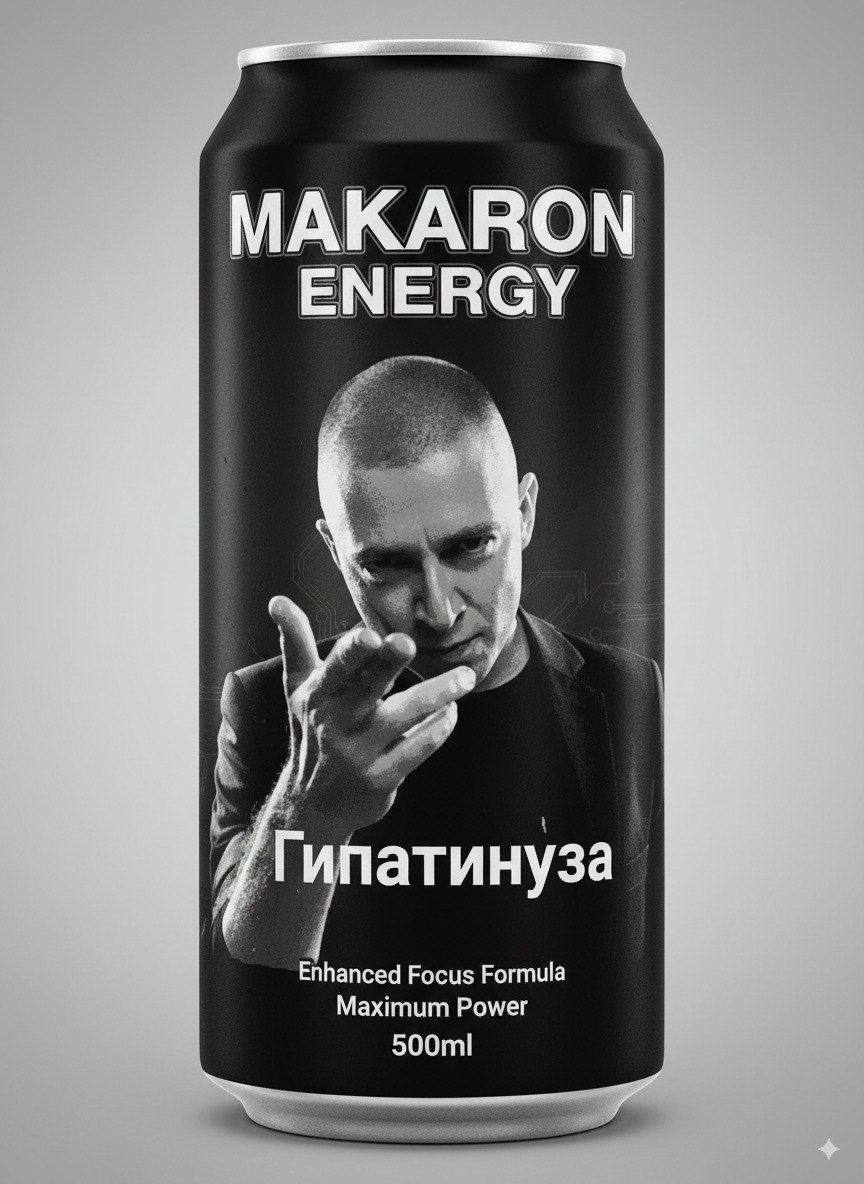 MAKARON
ENERGY
Гипатинуза
Enhanced Focus Formula
Maximum Power
500ml